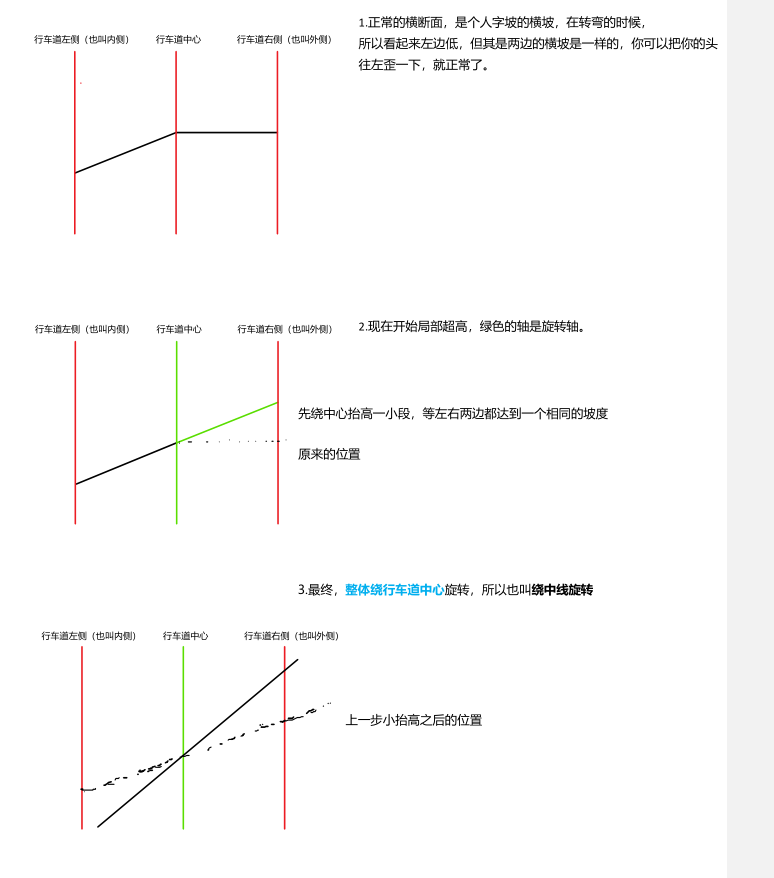 1.正常的横断面，是个人字坡的横坡，在转弯的时候，
行车道左侧（也叫内侧） 行车道中心 行车道右侧（也叫外侧）
所以看起来左边低，但其是两边的横坡是一样的，你可以把你的头
往左歪一下，就正常了。
行车道左侧（也叫内侧） 行车道中心 行车道右侧（也叫外侧）
2.现在开始局部超高，绿色的轴是旋转轴。
先绕中心抬高一小段，等左右两边都达到一个相同的坡度
原来的位置
3.最终，整体绕行车道中心旋转，所以也叫绕中线旋转
行车道左侧（也叫内侧） 行车道中心 行车道右侧（也叫外侧）
上一步小抬高之后的位置